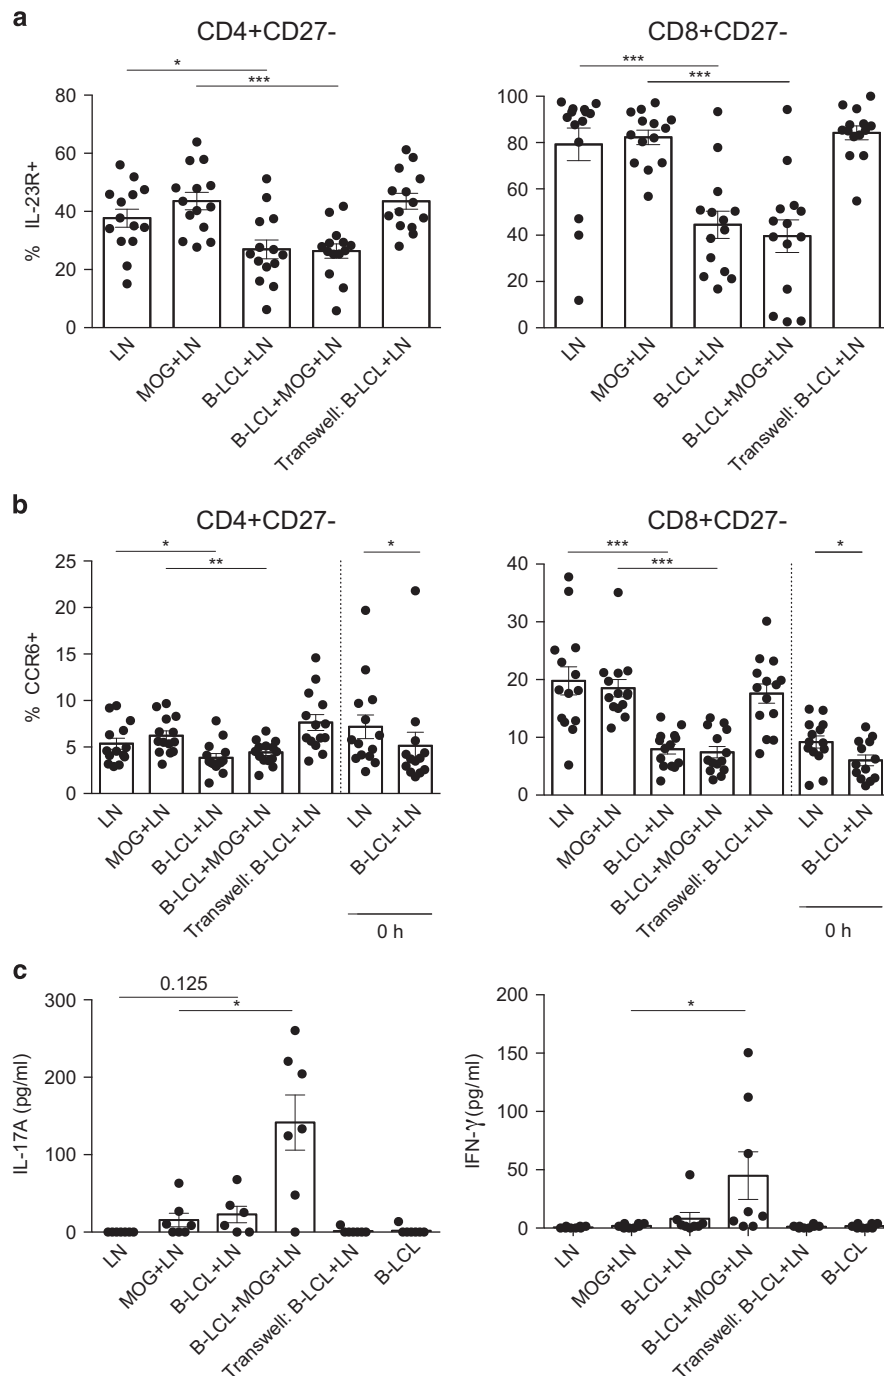 a
CD4+CD27-
CD8+CD27-
*
***
***
***
% IL-23R+
80
60
40
20
0
100
80
60
40
20
0
LN
MOG+LN
B-LCL+LN
B-LCL+MOG+LN
Transwell: B-LCL+LN
LN
MOG+LN
B-LCL+LN
B-LCL+MOG+LN
Transwell: B-LCL+LN
b
CD4+CD27-
CD8+CD27-
*
**
*
***
***
*
% CCR6+
25
20
15
10
5
0
40
30
20
10
0
LN
MOG+LN
B-LCL+LN
B-LCL+MOG+LN
Transwell: B-LCL+LN
LN
B-LCL+LN
0 h
LN
MOG+LN
B-LCL+LN
B-LCL+MOG+LN
Transwell: B-LCL+LN
LN
B-LCL+LN
0 h
c
0.125
*
IL-17A (pg/ml)
300
200
100
0
LN
MOG+LN
B-LCL+LN
B-LCL+MOG+LN
Transwell: B-LCL+LN
B-LCL
*
IFN-γ (pg/ml)
200
150
100
50
0
LN
MOG+LN
B-LCL+LN
B-LCL+MOG+LN
Transwell: B-LCL+LN
B-LCL